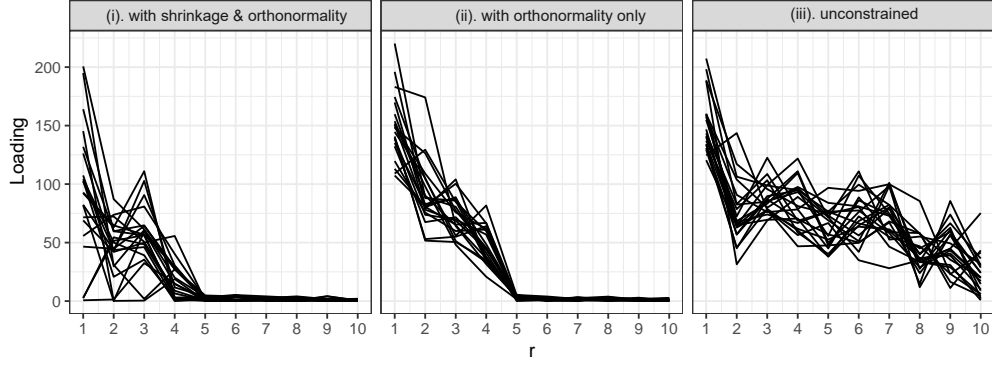 (i). with shrinkage & orthonormality
(ii). with orthonormality only
(iii). unconstrained
Loading
200
150
100
50
0
1 2 3 4 5 6 7 8 9 10
1 2 3 4 5 6 7 8 9 10
1 2 3 4 5 6 7 8 9 10
r